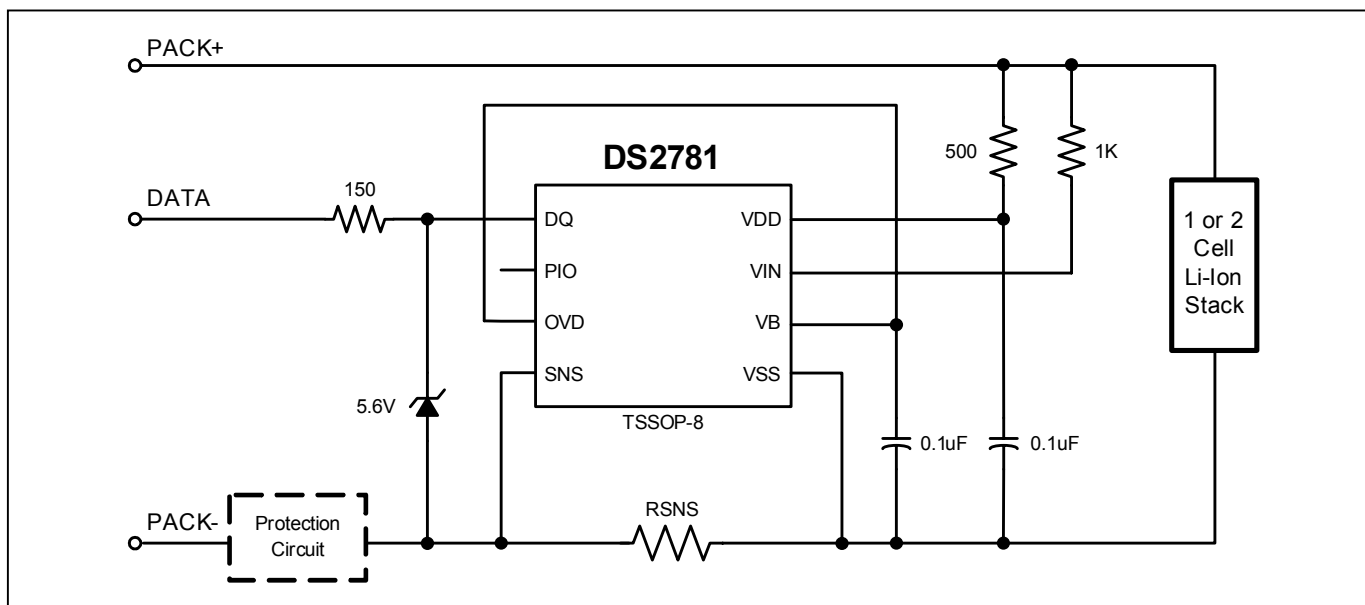 PACK+
DS2781
500
1K
DATA
150
DQ
VDD
PIO
VIN
OVD
VB
SNS
VSS
1 or 2
Cell
Li-Ion
Stack
5.6V
TSSOP-8
0.1uF
0.1uF
PACK-
Protection
Circuit
RSNS